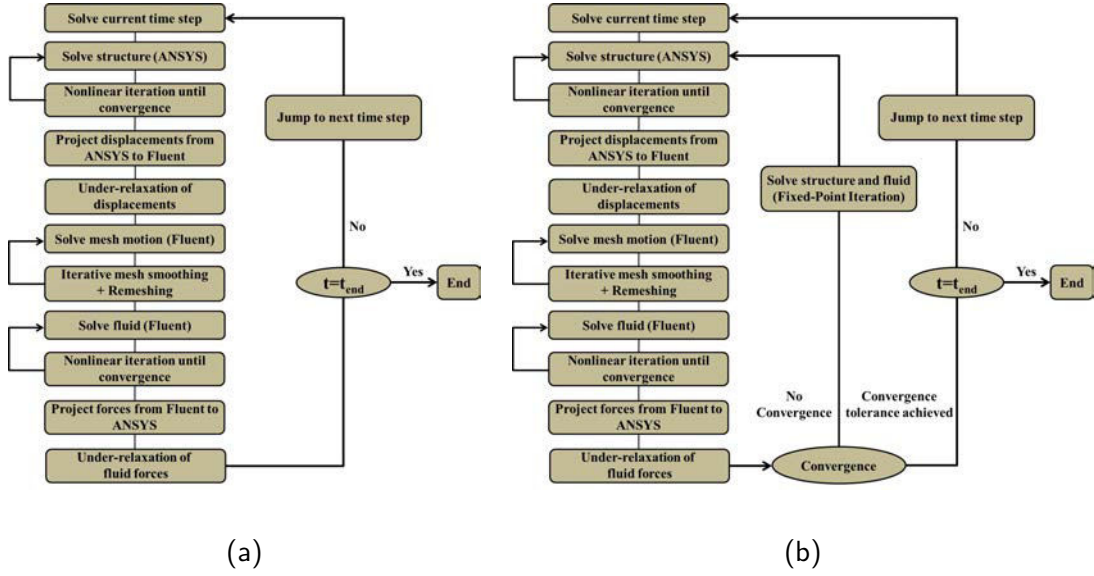 Solve current time step
Solve structure (ANSYS)
Nonlinear iteration until
convergence
Project displacements from
ANSYS to Fluent
Under-relaxation of
displacements
Solve mesh motion (Fluent)
Iterative mesh smoothing
+ Remeshing
Solve fluid (Fluent)
Nonlinear iteration until
convergence
Project forces from Fluent to
ANSYS
Under-relaxation of
fluid forces
Jump to next time step
No
t=tend
Yes
End
(a)
Solve current time step
Solve structure (ANSYS)
Nonlinear iteration until
convergence
Project displacements from
ANSYS to Fluent
Under-relaxation of
displacements
Solve mesh motion (Fluent)
Iterative mesh smoothing
+ Remeshing
Solve fluid (Fluent)
Nonlinear iteration until
convergence
Project forces from Fluent to
ANSYS
Under-relaxation of
fluid forces
Jump to next time step
Solve structure and fluid
(Fixed-Point Iteration)
No
t=tend
Yes
End
No
Convergence
Convergence
tolerance achieved
Convergence
(b)